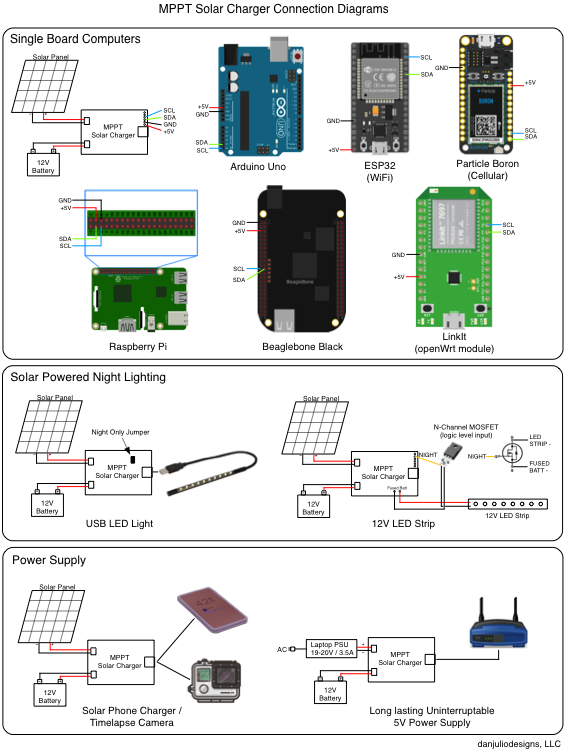 MPPT Solar Charger Connection Diagrams
Single Board Computers
Solar Panel
MPPT
Solar Charger
SCL
SDA
GND
+5V
12V
Battery
+5V
GND
SDA
SCL
Arduino Uno
SCL
SDA
GND
+5V
ESP32
(WiFi)
GND
+5V
BORON
SCL
SDA
Particle Boron
(Cellular)
GND
+5V
SDA
SCL
Raspberry Pi
GND
+5V
SCL
SDA
BeagleBone
Beaglebone Black
LinkIt 7697
SCL
SDA
GND
+5V
LinkIt
(openWrt module)
Solar Powered Night Lighting
Solar Panel
Night Only Jumper
MPPT
Solar Charger
12V
Battery
USB LED Light
Solar Panel
N-Channel MOSFET
(logic level input)
NIGHT
NIGHT
LED
STRIP -
FUSED
BATT -
MPPT
Solar Charger
Fused Batt
12V
Battery
12V LED Strip
12V LED Strip
Power Supply
Solar Panel
MPPT
Solar Charger
12V
Battery
Solar Phone Charger /
Timelapse Camera
AC
Laptop PSU
19-20V / 3.5A
MPPT
Solar Charger
12V
Battery
Long lasting Uninterruptable
5V Power Supply
danjuliodesigns, LLC